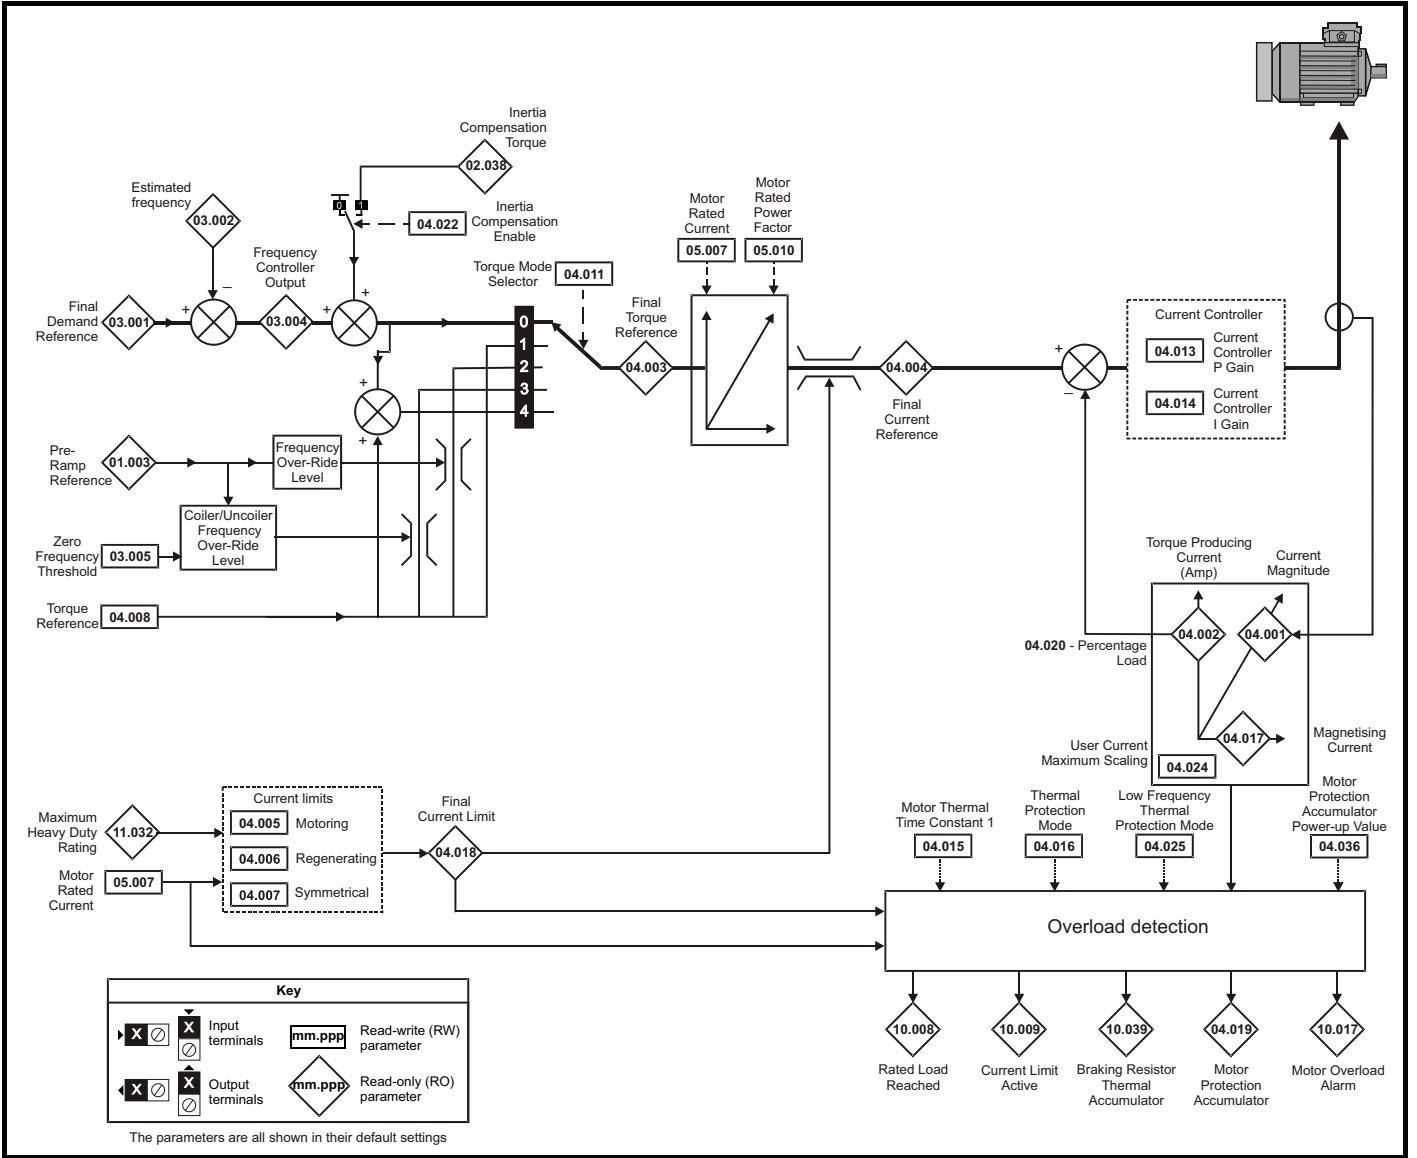 Inertia
Compensation
Torque
02.038
Estimated
frequency
03.002
0
1
04.022
Inertia
Compensation
Enable
Frequency
Controller
Output
Final
Demand
Reference
03.001
+
–
03.004
+
+
Torque Mode
Selector
04.011
0
1
2
3
4
+
+
Final
Torque
Reference
04.003
Motor
Rated
Current
05.007
Motor
Rated
Power
Factor
05.010
04.004
Final
Current
Reference
+
–
Current Controller
04.013
Current
Controller
P Gain
04.014
Current
Controller
I Gain
Pre-
Ramp
Reference
01.003
Frequency
Over-Ride
Level
Coiler/Uncoiler
Frequency
Over-Ride
Level
Zero
Frequency
Threshold
03.005
Torque
Reference
04.008
Torque Producing
Current
(Amp)
Current
Magnitude
04.002
04.001
04.020 - Percentage
Load
04.017
Magnetising
Current
User Current
Maximum Scaling
04.024
Maximum
Heavy Duty
Rating
11.032
Motor
Rated
Current
05.007
Current limits
04.005 Motoring
04.006 Regenerating
04.007 Symmetrical
Final
Current Limit
04.018
Motor Thermal
Time Constant 1
04.015
Thermal
Protection
Mode
04.016
Low Frequency
Thermal
Protection Mode
04.025
Motor
Protection
Accumulator
Power-up Value
04.036
Overload detection
10.008
Rated Load
Reached
10.009
Current Limit
Active
10.039
Braking Resistor
Thermal
Accumulator
04.019
Motor
Protection
Accumulator
10.017
Motor Overload
Alarm
Key
X
X
Input
terminals
mm.ppp
Read-write (RW)
parameter
X
X
Output
terminals
mm.ppp
Read-only (RO)
parameter
The parameters are all shown in their default settings